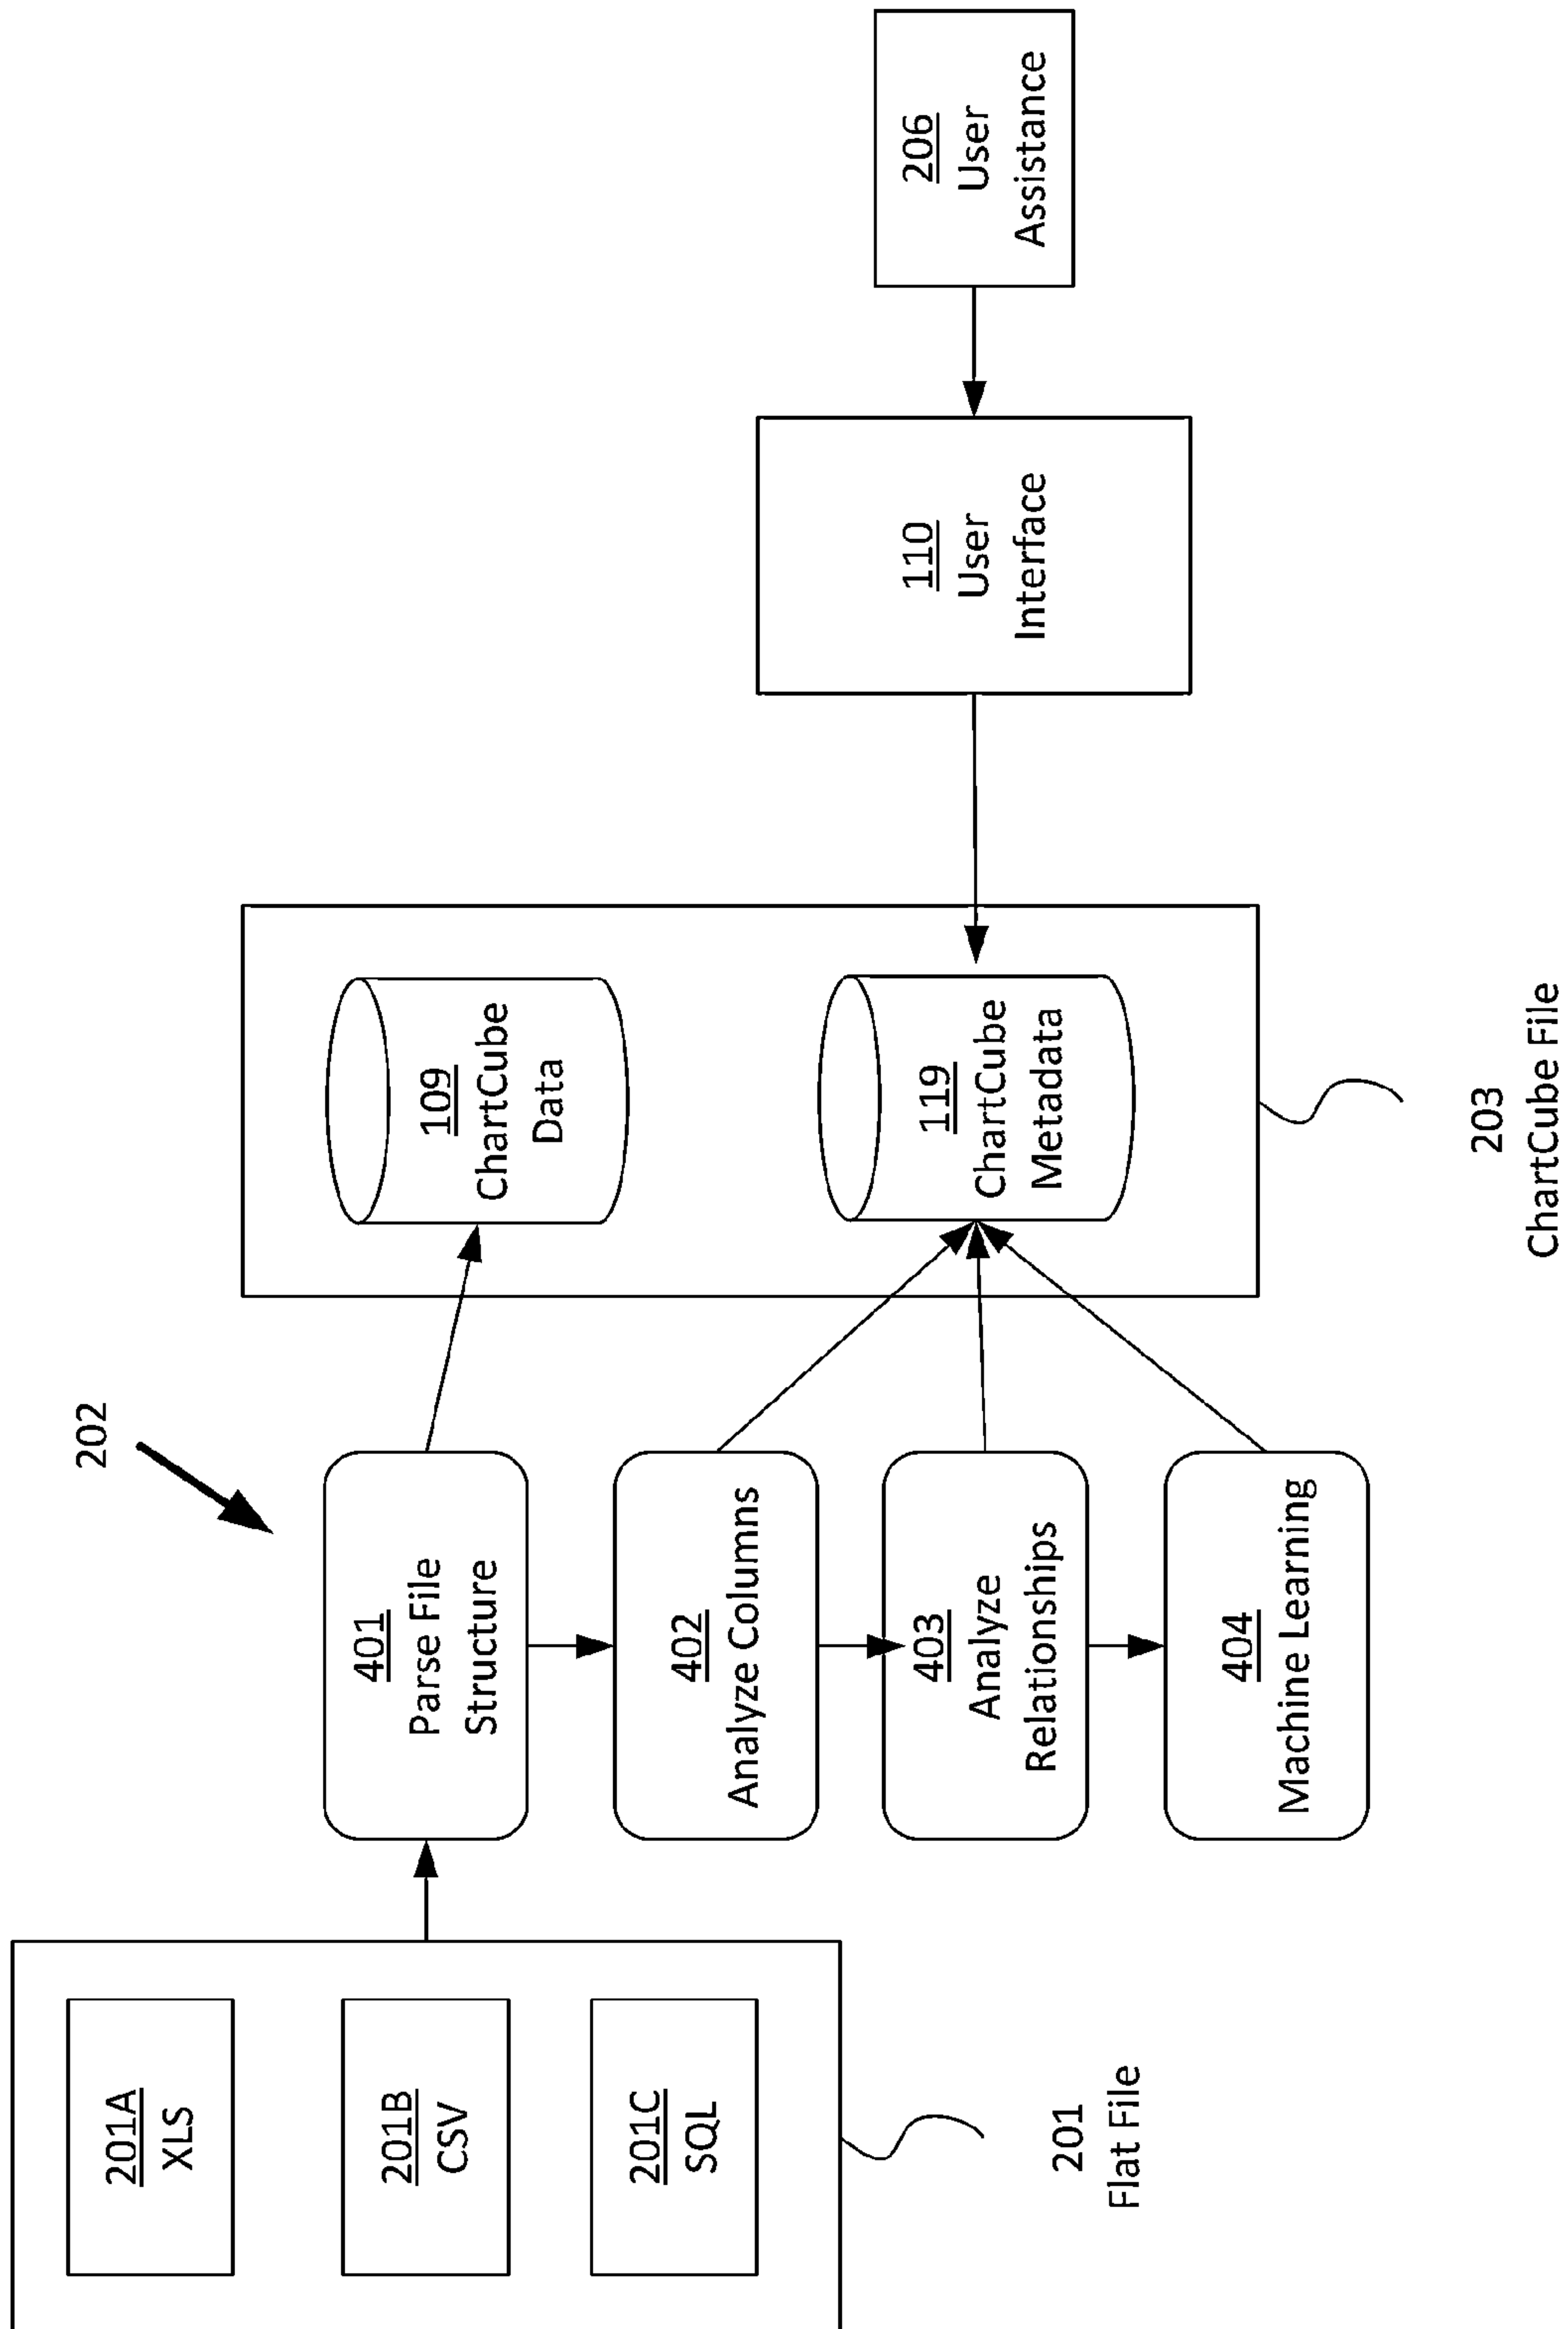 201A
XLS
201B
CSV
201C
SQL
201
Flat File
202
401
Parse File
Structure
402
Analyze Columns
403
Analyze
Relationships
404
Machine Learning
109
ChartCube
Data
119
ChartCube
Metadata
203
ChartCube File
110
User
Interface
206
User
Assistance